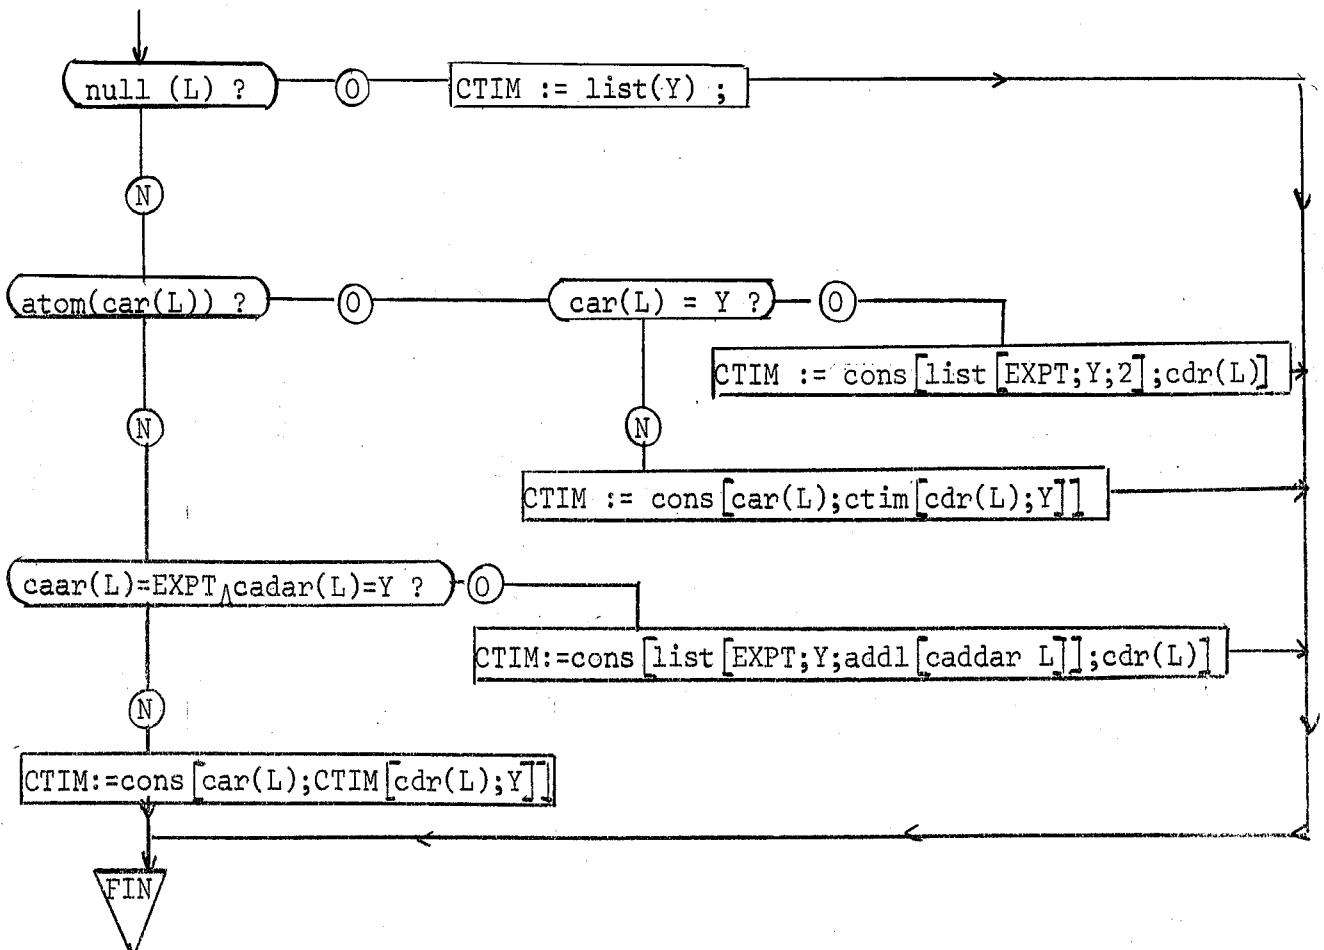 null (L) ?
O
CTIM := list(Y) ;
N
atom(car(L)) ?
O
car(L) = Y ?
O
CTIM := cons[list[EXPT;Y;2];cdr(L)]
N
N
CTIM := cons[car(L);ctim[cdr(L);Y]]
caar(L)=EXPT∧cadar(L)=Y ?
O
CTIM:=cons[list[EXPT;Y;addl[caddar L]];cdr(L)]
N
CTIM:=cons[car(L);CTIM[cdr(L);Y]]
FIN